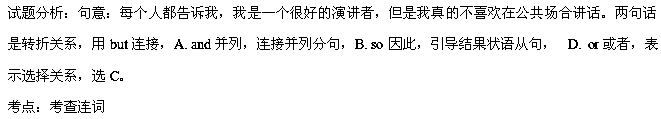 试题分析：句意：每个人都告诉我，我是一个很好的演讲者，但是我真的不喜欢在公共场合讲话。两句话
是转折关系，用 but 连接，A. and 并列，连接并列分句，B. so 因此，引导结果状语从句， D. or 或者，表
示选择关系，选 C。
考点：考查连词